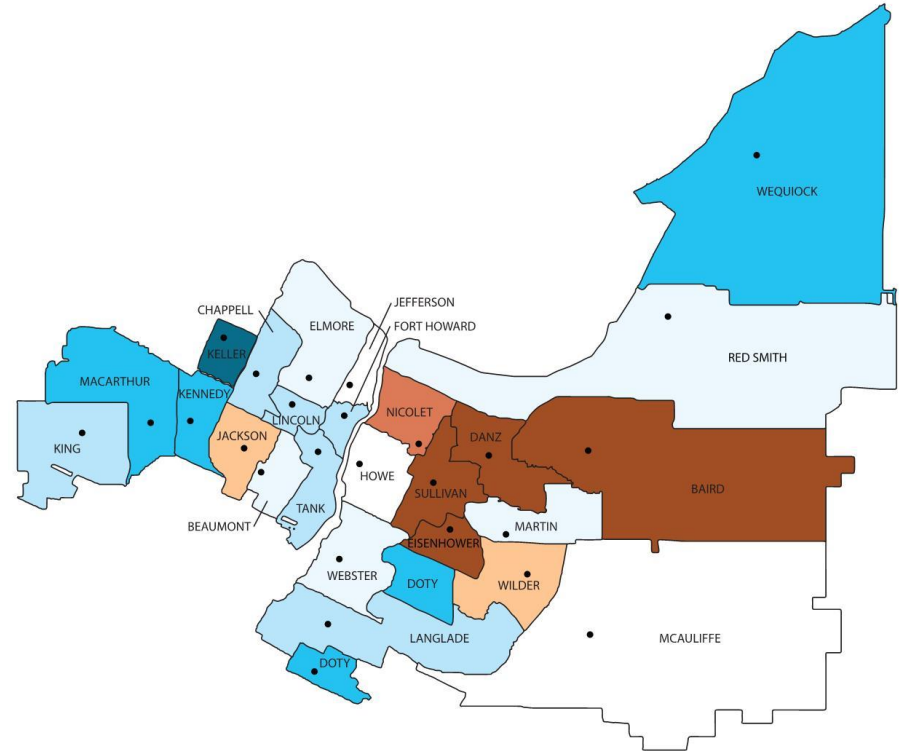 WEQUIOCK
JEFFERSON
CHAPPELL
ELMORE
FORT HOWARD
KELLER
RED SMITH
MACARTHUR
KENNEDY
NICOLET
LINCOLN
JACKSON
DANZ
KING
HOWE
SULLIVAN
BAIRD
TANK
BEAUMONT
MARTIN
EISENHOWER
WEBSTER
DOTY
WILDER
LANGLADE
MCAULIFFE
DOTY